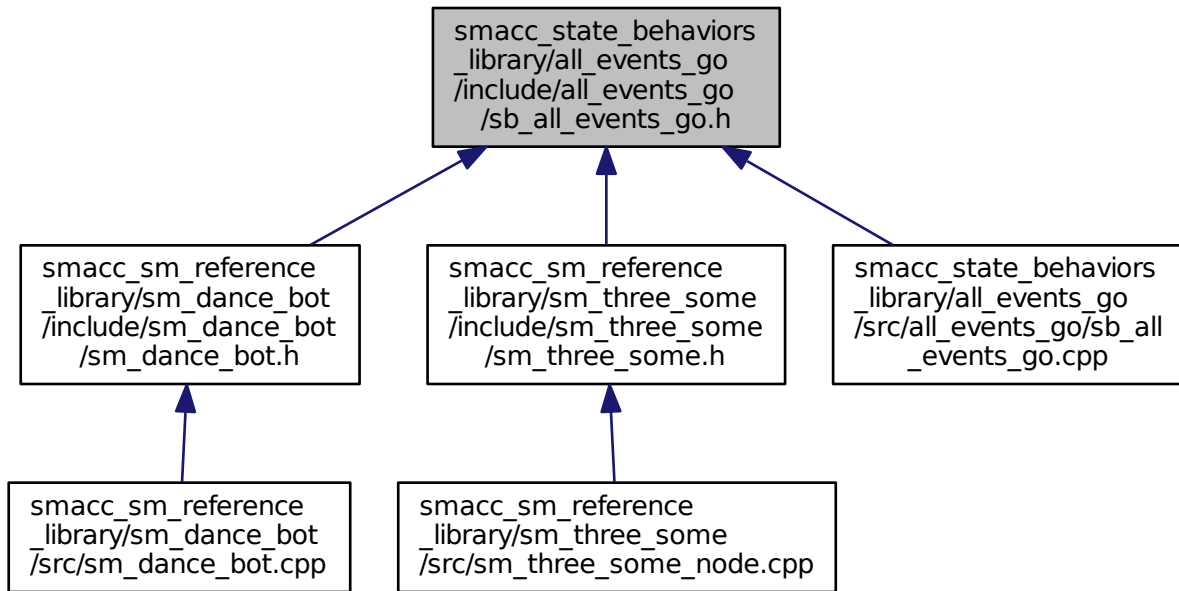 smacc_state_behaviors
_library/all_events_go
/include/all_events_go
/sb_all_events_go.h
smacc_sm_reference
_library/sm_dance_bot
/include/sm_dance_bot
/sm_dance_bot.h
smacc_sm_reference
_library/sm_three_some
/include/sm_three_some
/sm_three_some.h
smacc_state_behaviors
_library/all_events_go
/src/all_events_go/sb_all
_events_go.cpp
smacc_sm_reference
_library/sm_dance_bot
/src/sm_dance_bot.cpp
smacc_sm_reference
_library/sm_three_some
/src/sm_three_some_node.cpp